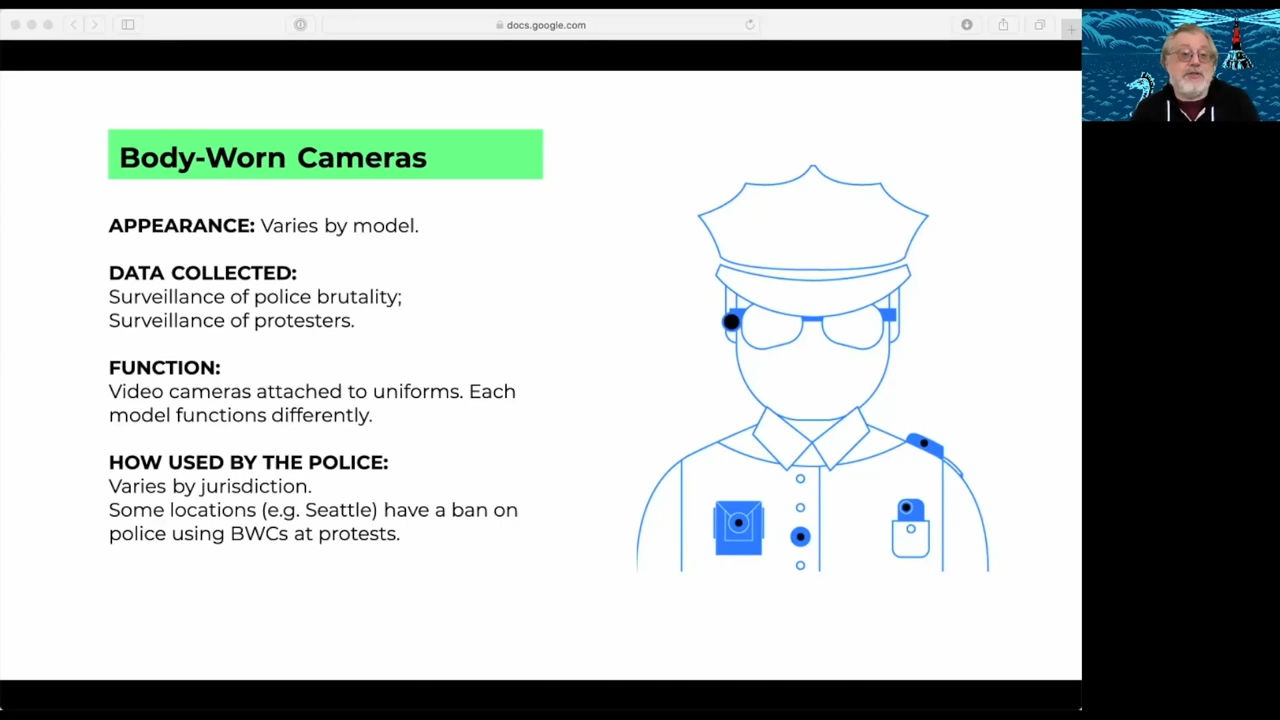 docs.google.com
Body-Worn Cameras
APPEARANCE: Varies by model.
DATA COLLECTED:
Surveillance of police brutality;
Surveillance of protesters.
FUNCTION:
Video cameras attached to uniforms. Each
model functions differently.
HOW USED BY THE POLICE:
Varies by jurisdiction.
Some locations (e.g. Seattle) have a ban on
police using BWCs at protests.